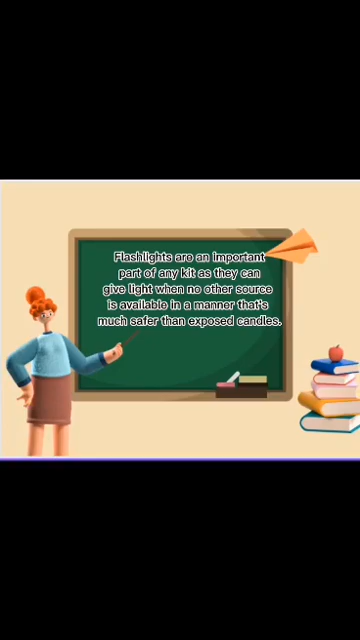 Flashlights are an important
part of any kit as they can
give light when no other source
is available in a mannor that's
much safer than exposed candles.